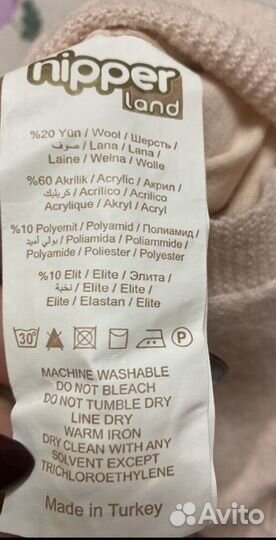 nipper
land
%20 Yün / Wool / Шерсть /
صوف / Lana / Lana /
Laine / Weina / Wolle
%60 Akrilik / Acrylic / Акрил /
كريليك / Acrilico / Acrílico
Acrylique / Akryl / Acryl
%10 Polyemit / Polyamid / Полиамид /
بولي أميد / Poliamida / Poliammide /
Polyamide / Poliester / Polyester
%10 Elit / Elite / Элита /
نخبة / Elite / Elite /
Elite / Elastan / Elite
30° P
MACHINE WASHABLE
DO NOT BLEACH
DO NOT TUMBLE DRY
LINE DRY
WARM IRON
DRY CLEAN WITH ANY
SOLVENT EXCEPT
TRICHLOROETHYLENE
Made in Turkey
Avito